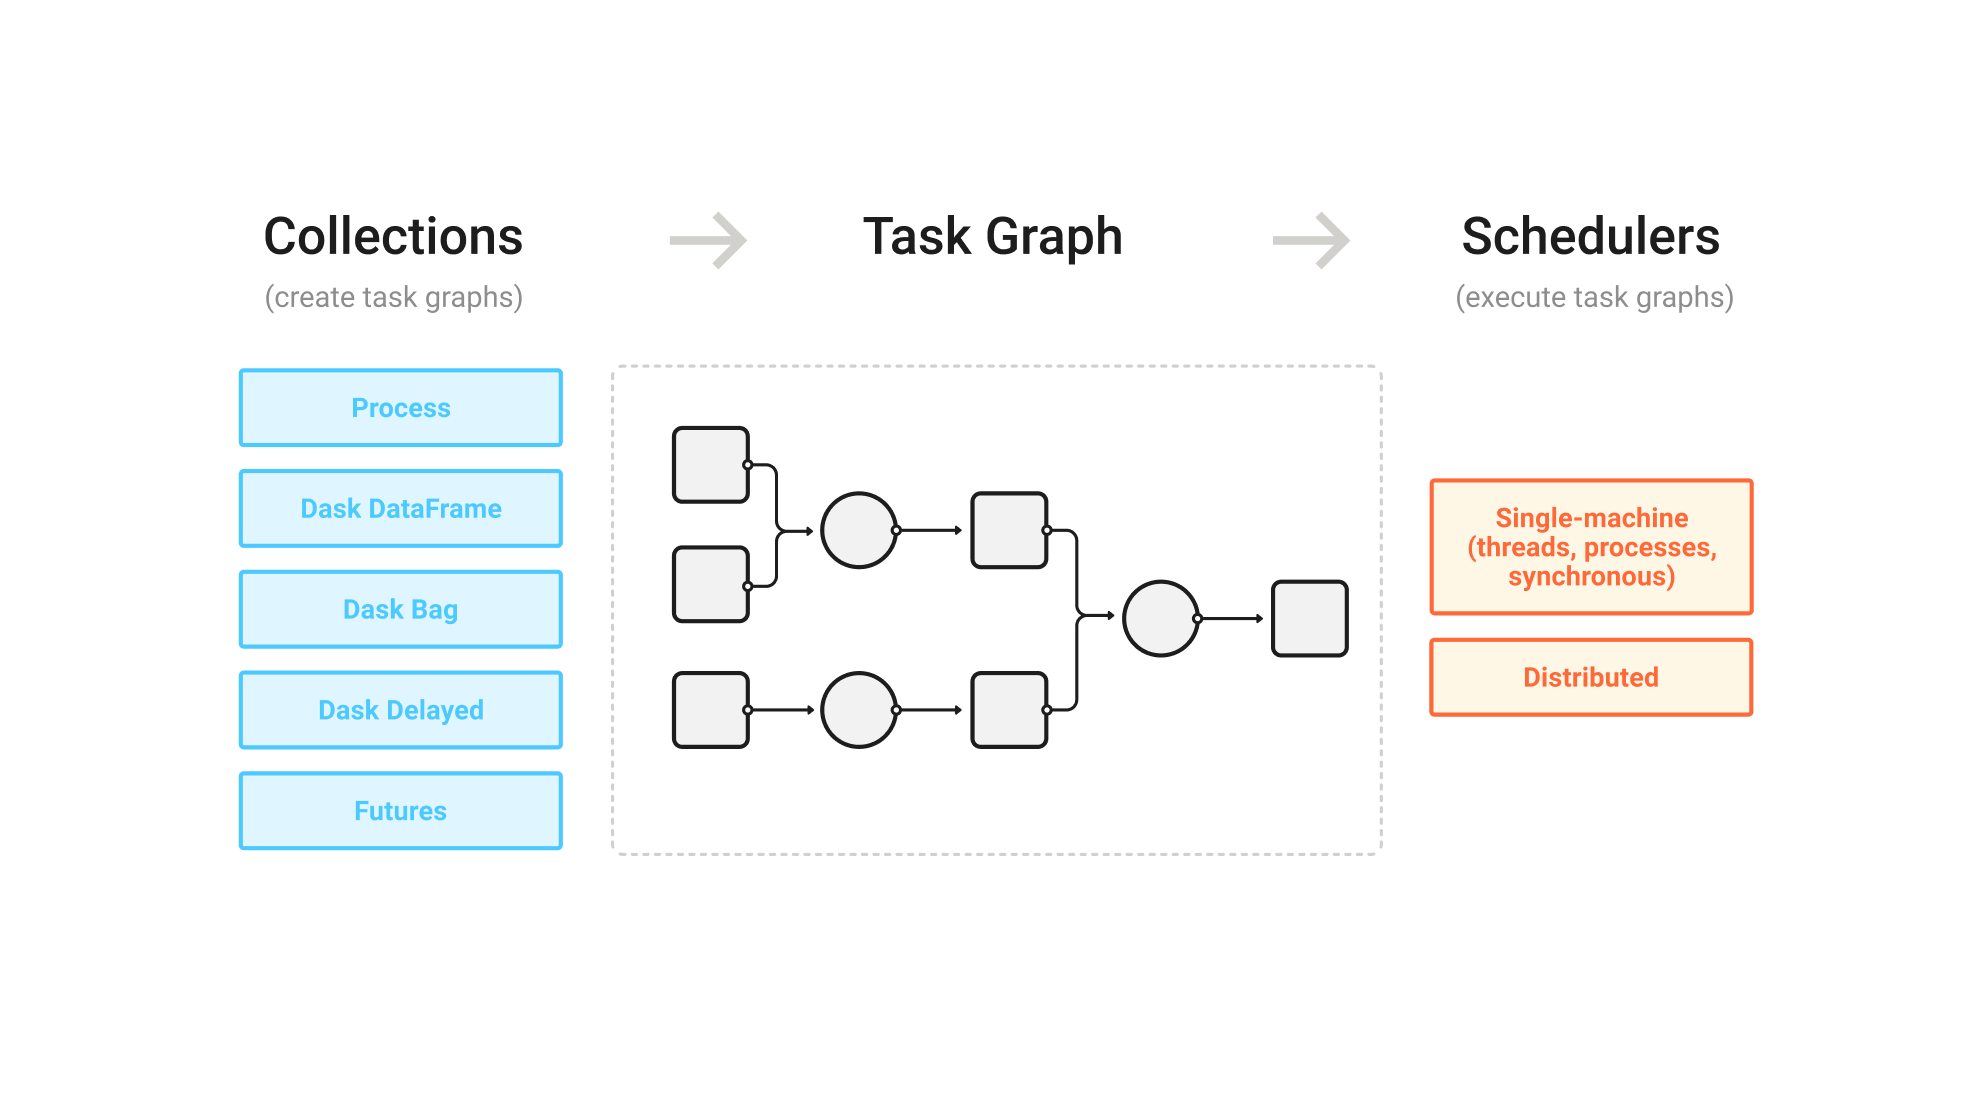 Collections
(create task graphs)
Process
Dask DataFrame
Dask Bag
Dask Delayed
Futures
Task Graph
Schedulers
(execute task graphs)
Single-machine
(threads, processes,
synchronous)
Distributed